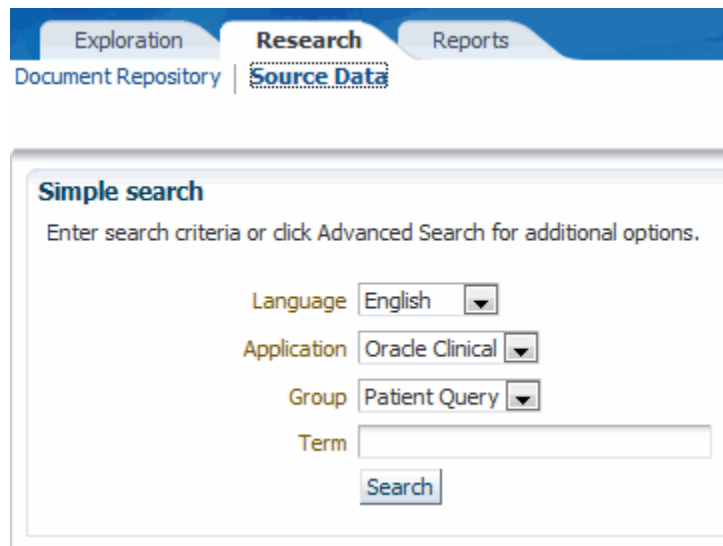 Exploration Research Reports
Document Repository | Source Data
Simple search
Enter search criteria or click Advanced Search for additional options.
Language English
Application Oracle Clinical
Group Patient Query
Term
Search